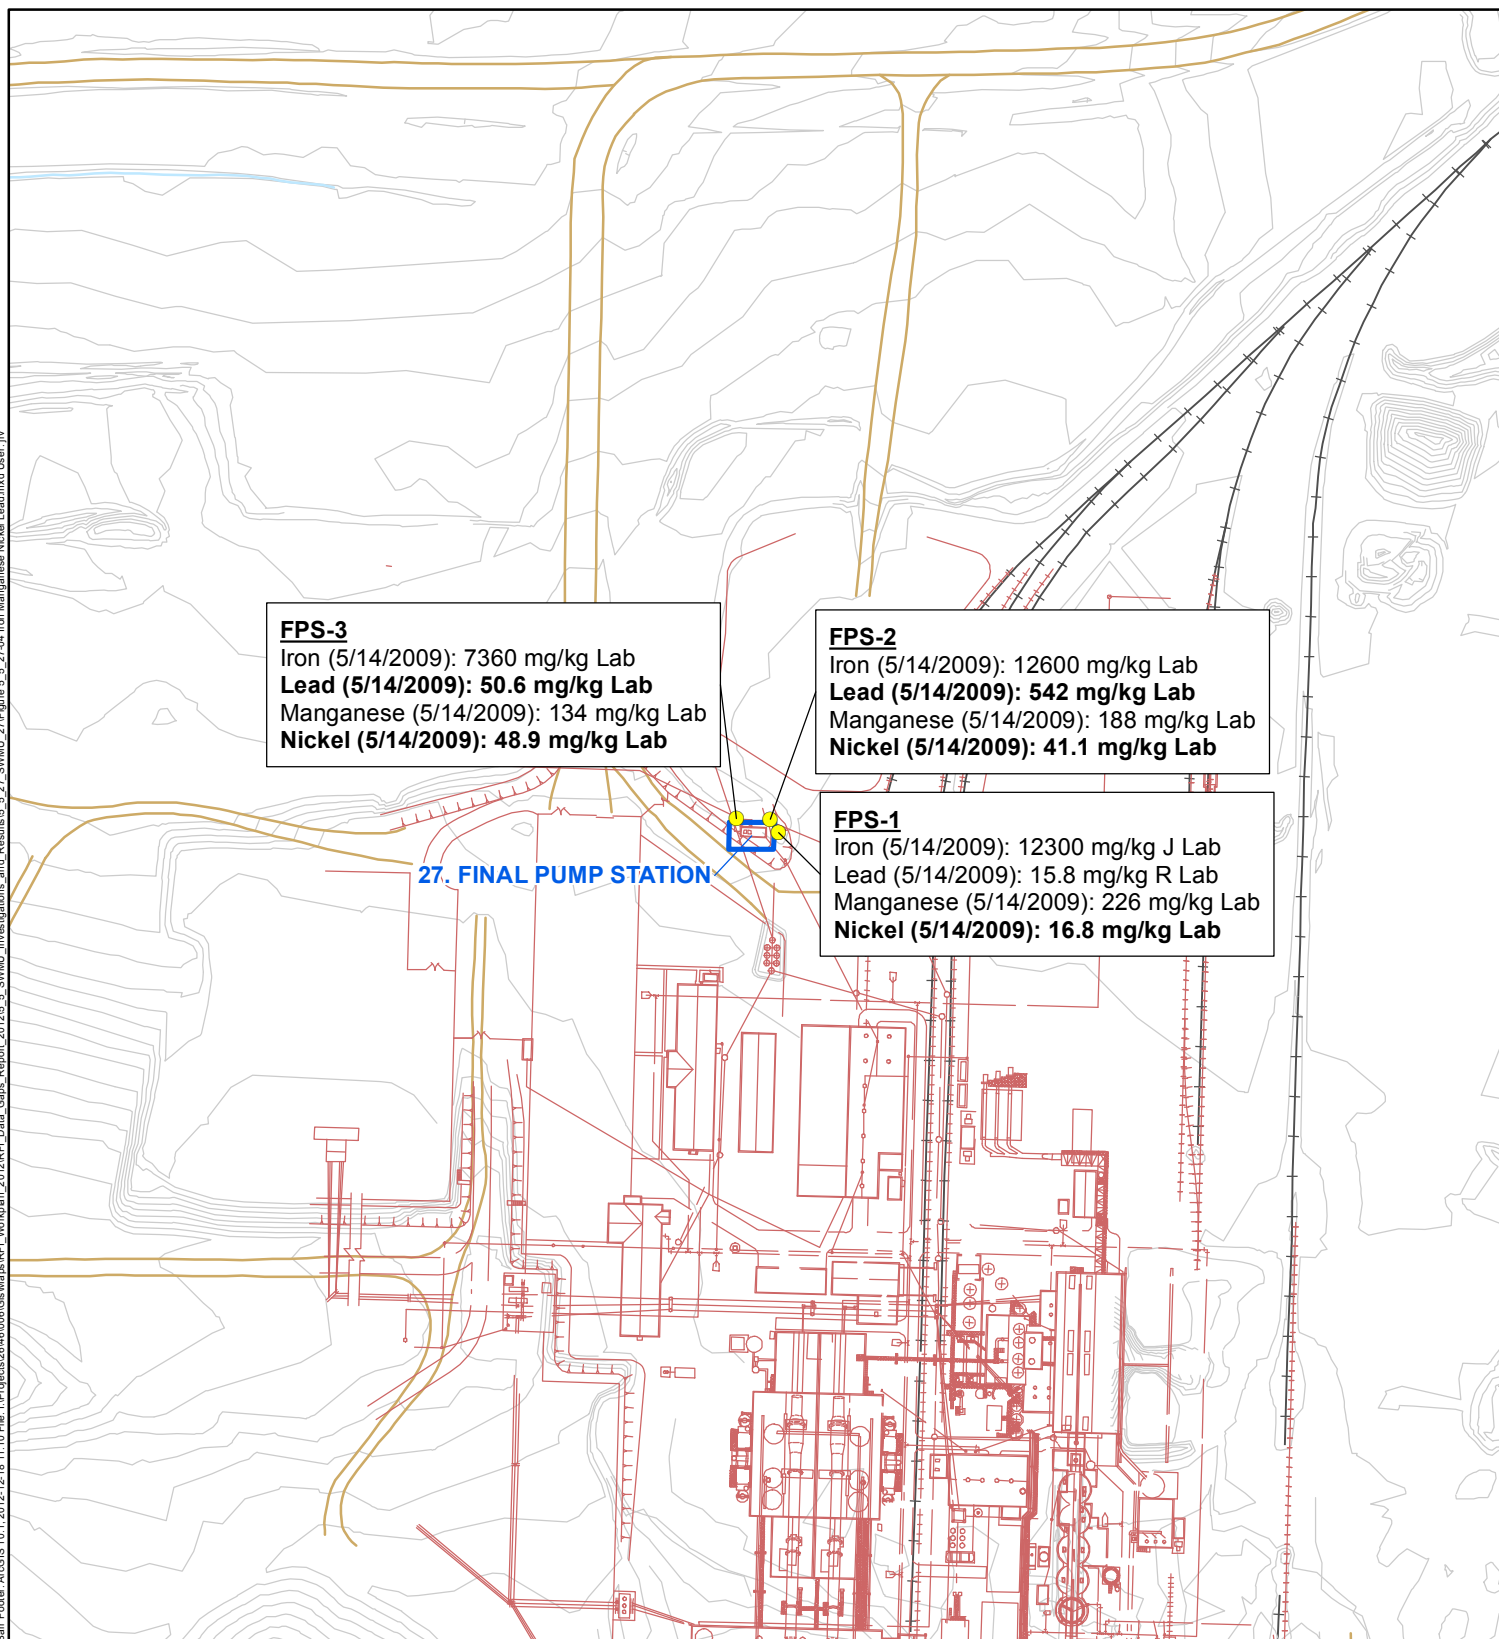 FPS-3
Iron (5/14/2009): 7360 mg/kg Lab
Lead (5/14/2009): 50.6 mg/kg Lab
Manganese (5/14/2009): 134 mg/kg Lab
Nickel (5/14/2009): 48.9 mg/kg Lab
FPS-2
Iron (5/14/2009): 12600 mg/kg Lab
Lead (5/14/2009): 542 mg/kg Lab
Manganese (5/14/2009): 188 mg/kg Lab
Nickel (5/14/2009): 41.1 mg/kg Lab
FPS-1
Iron (5/14/2009): 12300 mg/kg J Lab
Lead (5/14/2009): 15.8 mg/kg R Lab
Manganese (5/14/2009): 226 mg/kg Lab
Nickel (5/14/2009): 16.8 mg/kg Lab
27. FINAL PUMP STATION